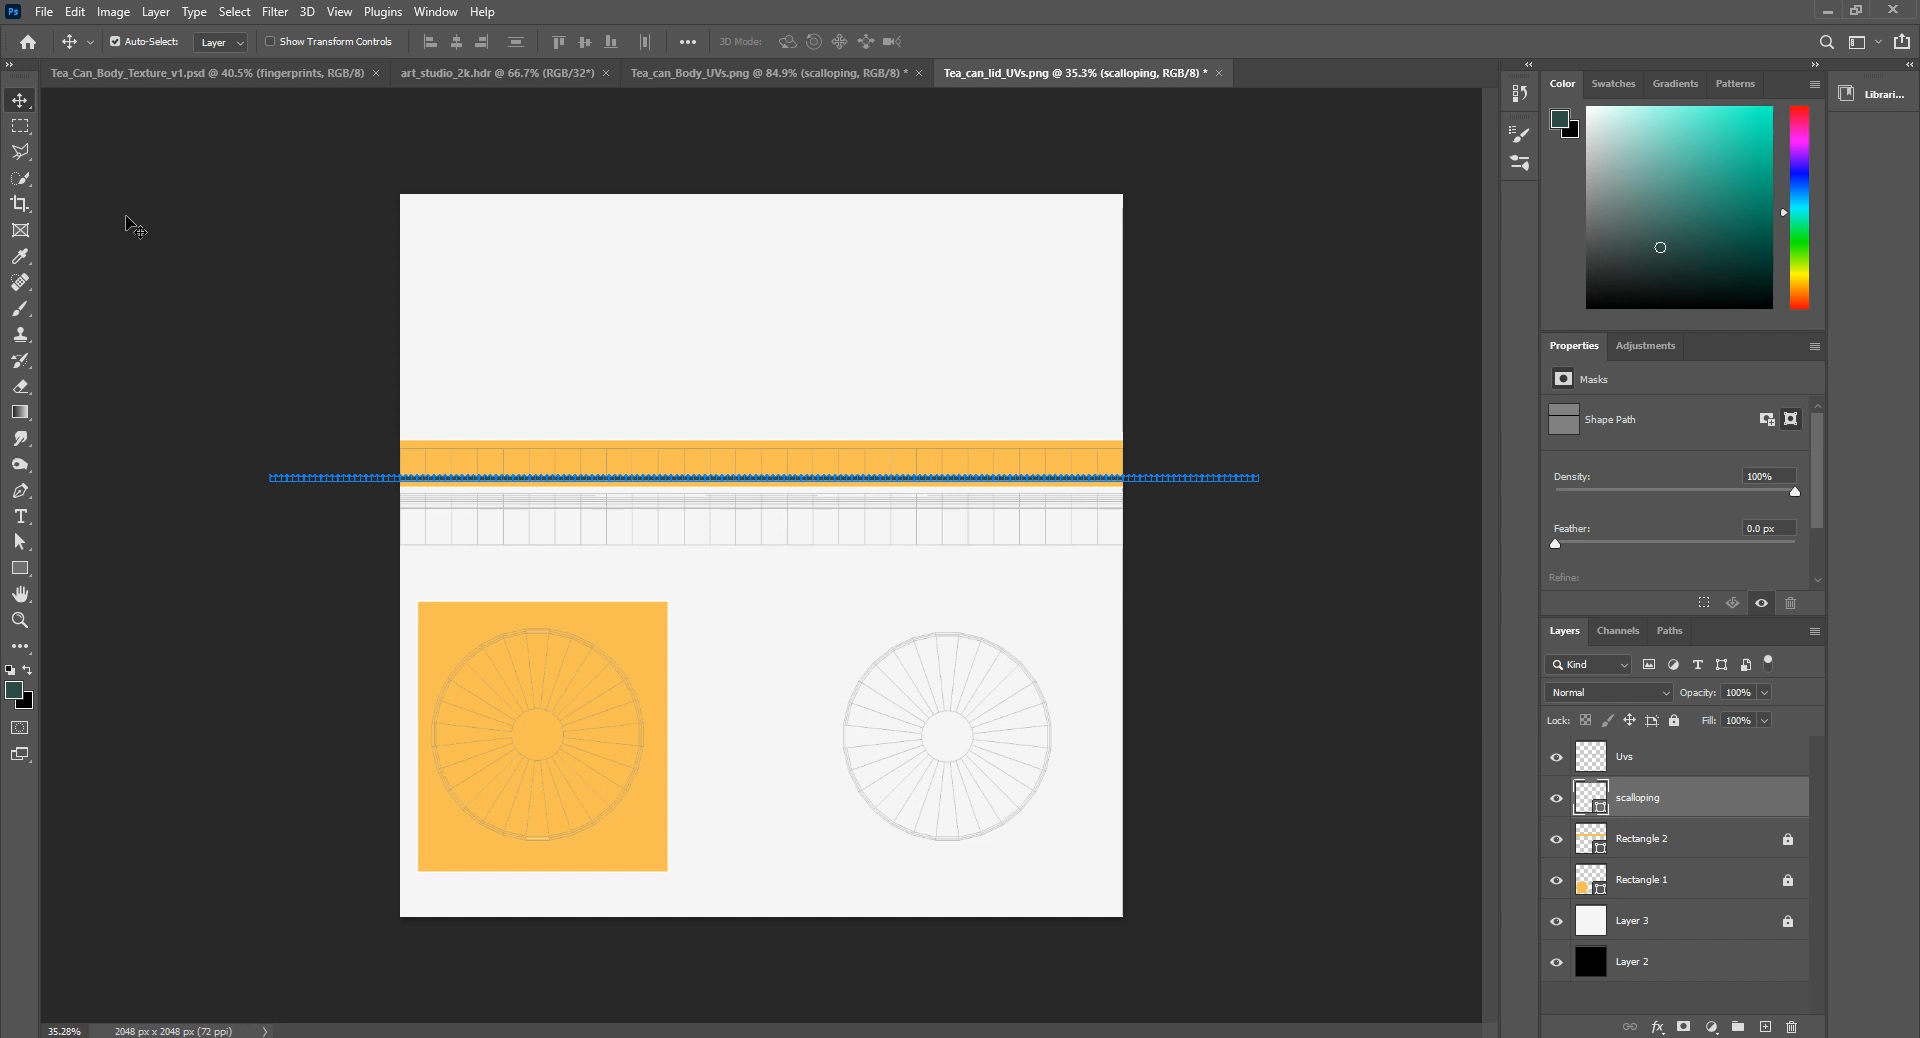 Ps File Edit Image Layer Type Select Filter 3D View Plugins Window Help
Auto-Select: Layer Show Transform Controls 3D Mode:
Tea_Can_Body_Texture_v1.psd @ 40.5% (fingerprints, RGB/8) × art_studio_2k.hdr @ 66.7% (RGB/32*) × Tea_can_Body_UVs.png @ 84.9% (scalloping, RGB/8) * × Tea_can_lid_UVs.png @ 35.3% (scalloping, RGB/8) * ×
Color Swatches Gradients Patterns
Librari...
Properties Adjustments
Masks
Shape Path
Density: 100%
Feather: 0.0 px
Refine:
Layers Channels Paths
Kind
Normal Opacity: 100%
Lock: Fill: 100%
Uvs
scalloping
Rectangle 2
Rectangle 1
Layer 3
Layer 2
fx
35.28% 2048 px x 2048 px (72 ppi)